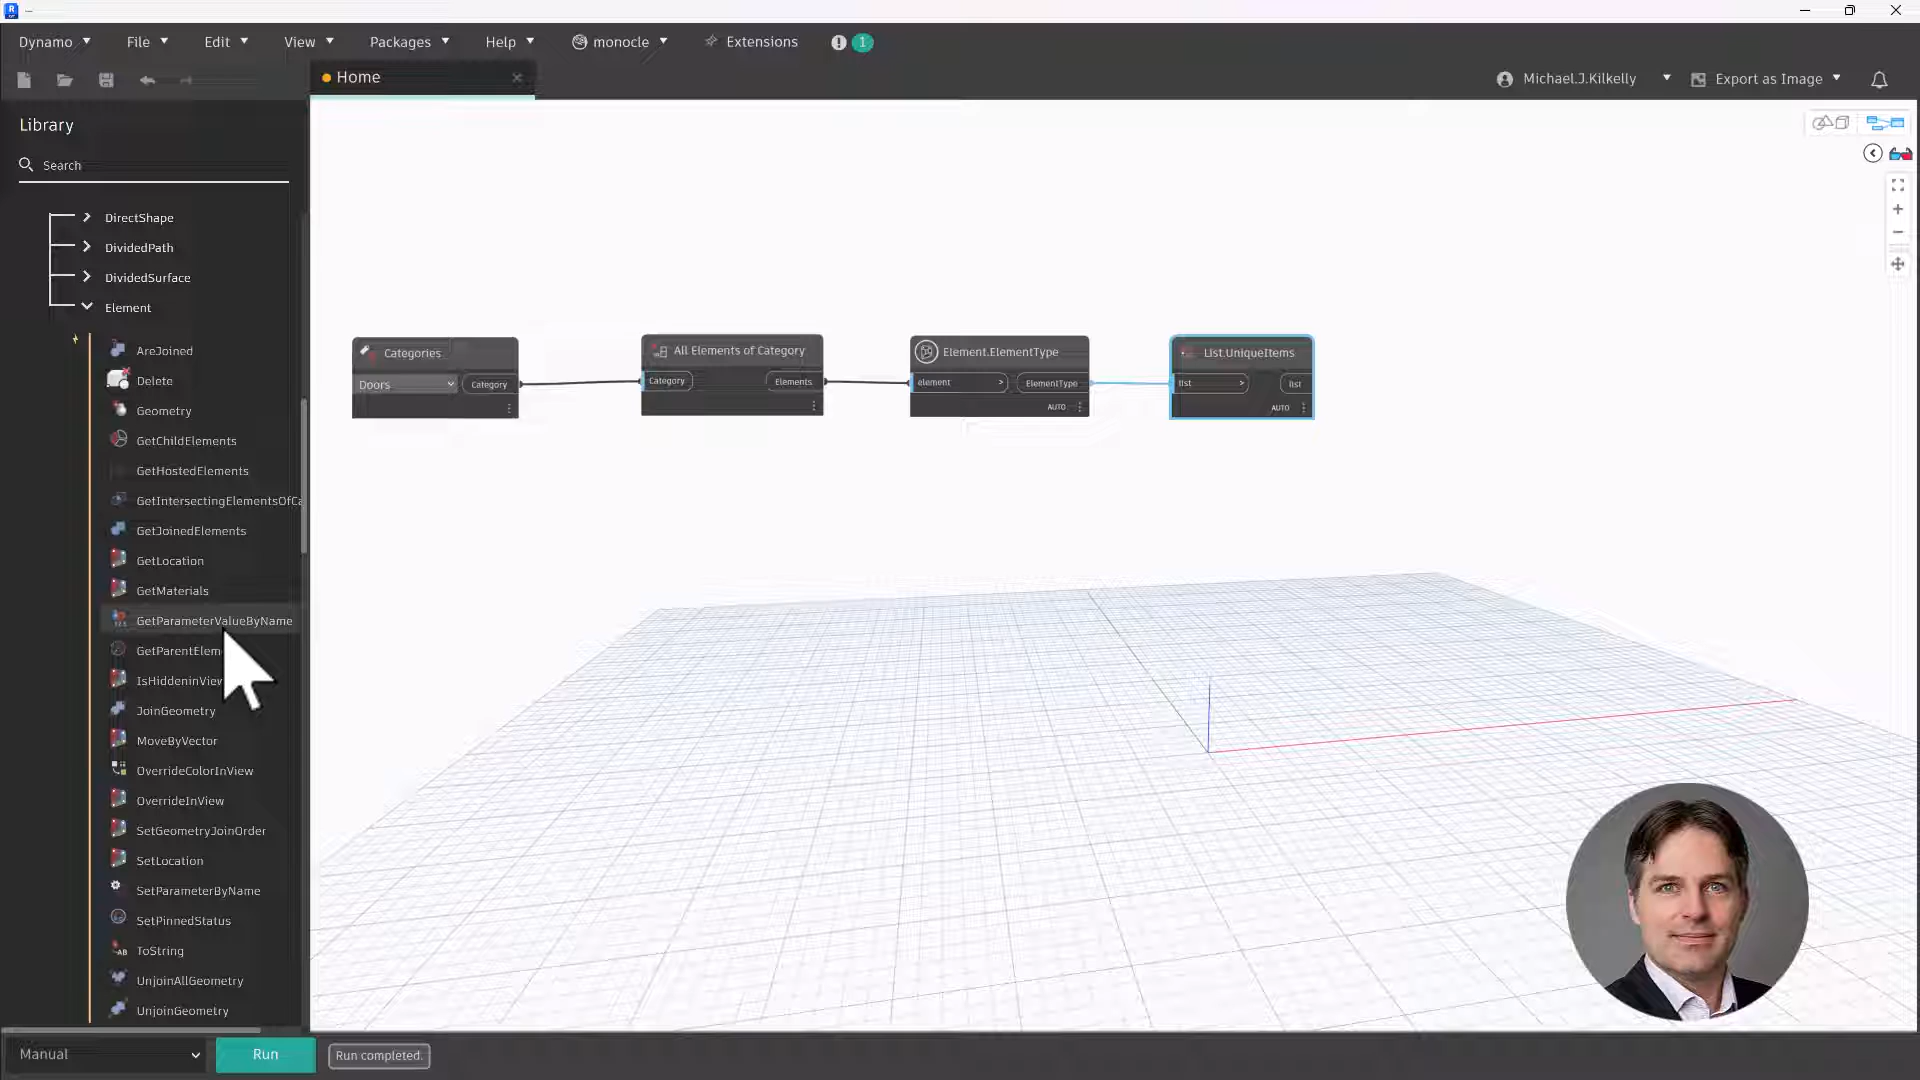 Dynamo
File
Edit
View
Packages
Help
monocle
Extensions
1
Home
Michael.J.Kilkelly
Export as Image
Library
Search
DirectShape
DividedPath
DividedSurface
Element
AreJoined
Delete
Geometry
GetChildElements
GetHostedElements
GetIntersectingElementsOfCa
GetJoinedElements
GetLocation
GetMaterials
GetParameterValueByName
GetParentElem
IsHiddeninView
JoinGeometry
MoveByVector
OverrideColorInView
OverrideInView
SetGeometryJoinOrder
SetLocation
SetParameterByName
SetPinnedStatus
ToString
UnjoinAllGeometry
UnjoinGeometry
Categories
Doors
Category
All Elements of Category
Category
Elements
Element.ElementType
element
>
ElementType
AUTO
List.UniqueItems
list
>
list
AUTO
Manual
Run
Run completed.